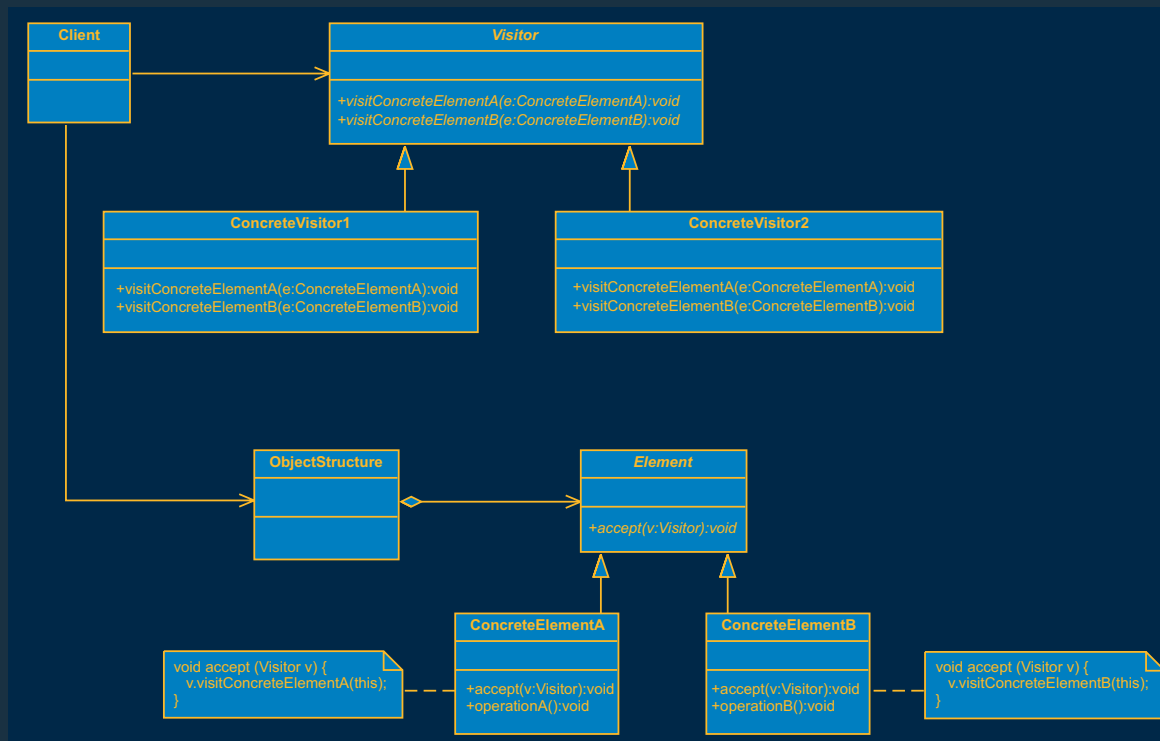 Client
Visitor
+visitConcreteElementA(e:ConcreteElementA):void
+visitConcreteElementB(e:ConcreteElementB):void
ConcreteVisitor1
+visitConcreteElementA(e:ConcreteElementA):void
+visitConcreteElementB(e:ConcreteElementB):void
ConcreteVisitor2
+visitConcreteElementA(e:ConcreteElementA):void
+visitConcreteElementB(e:ConcreteElementB):void
ObjectStructure
Element
+accept(v:Visitor):void
ConcreteElementA
+accept(v:Visitor):void
+operationA():void
ConcreteElementB
+accept(v:Visitor):void
+operationB():void
void accept (Visitor v) {
v.visitConcreteElementA(this);
}
void accept (Visitor v) {
v.visitConcreteElementB(this);
}